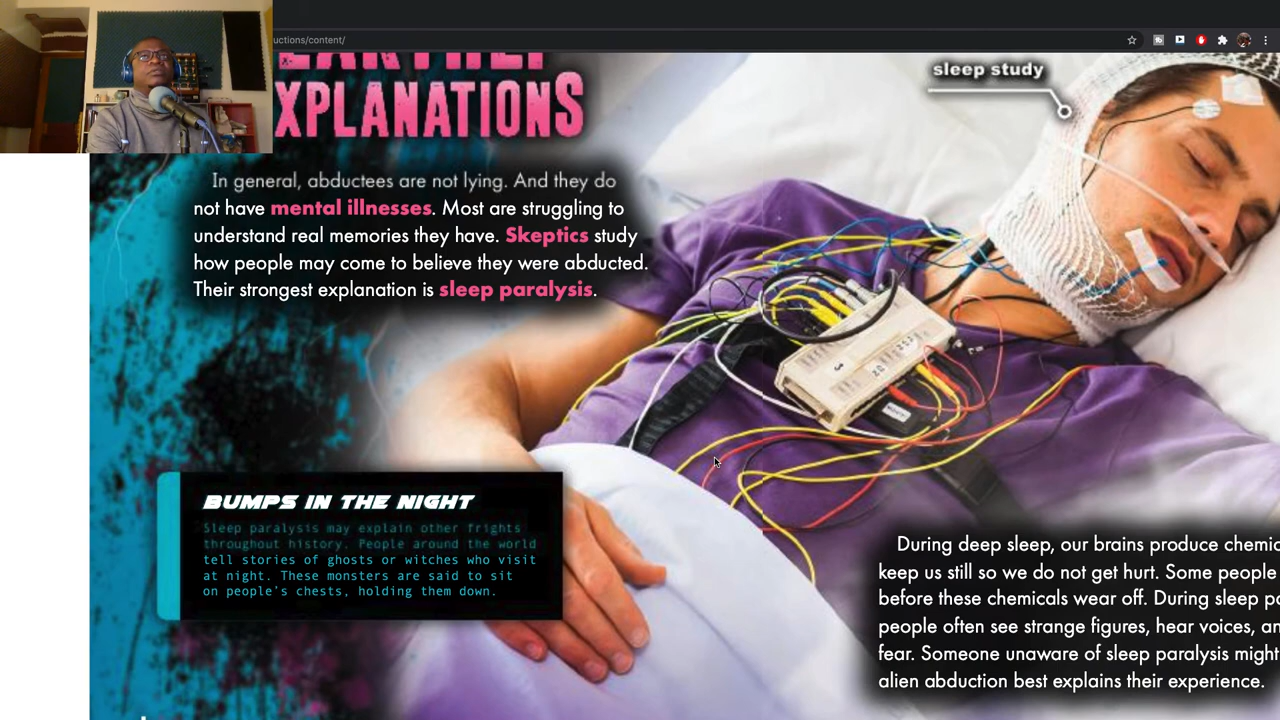 uctions/content/
XPLANATIONS
sleep study
In general, abductees are not lying. And they do
not have mental illnesses. Most are struggling to
understand real memories they have. Skeptics study
how people may come to believe they were abducted.
Their strongest explanation is sleep paralysis.
BUMPS IN THE NIGHT
Sleep paralysis may explain other frights
throughout history. People around the world
tell stories of ghosts or witches who visit
at night. These monsters are said to sit
on people's chests, holding them down.
During deep sleep, our brains produce chemic
keep us still so we do not get hurt. Some people
before these chemicals wear off. During sleep pa
people often see strange figures, hear voices, an
fear. Someone unaware of sleep paralysis might
alien abduction best explains their experience.